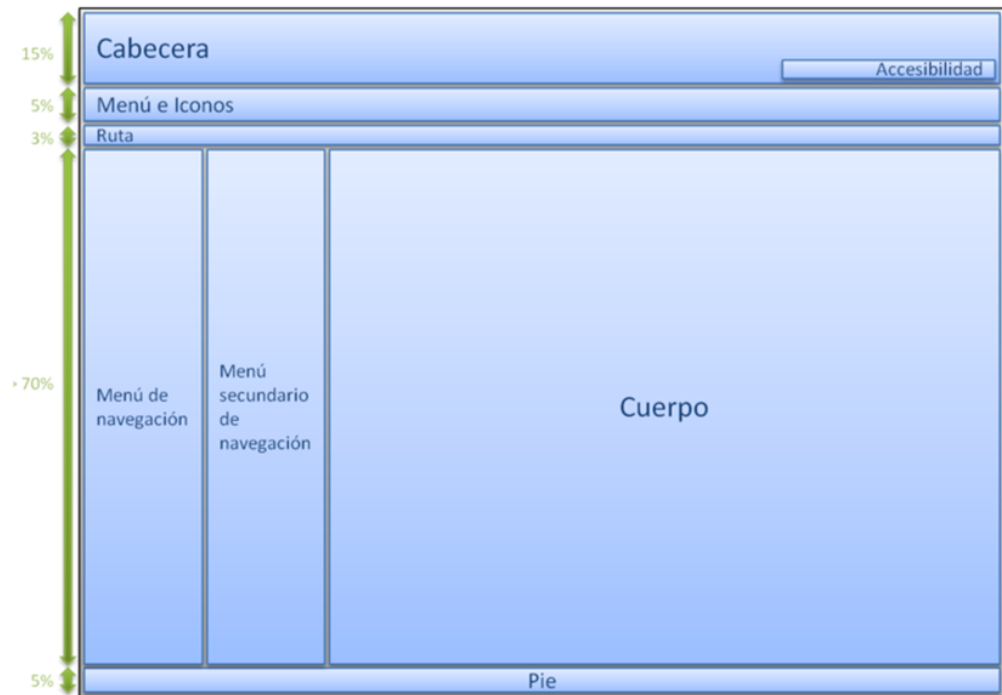 15%
Cabecera
Accesibilidad
5%
Menú e Iconos
3%
Ruta
>70%
Menú de
navegación
Menú
secundario
de
navegación
Cuerpo
5%
Pie